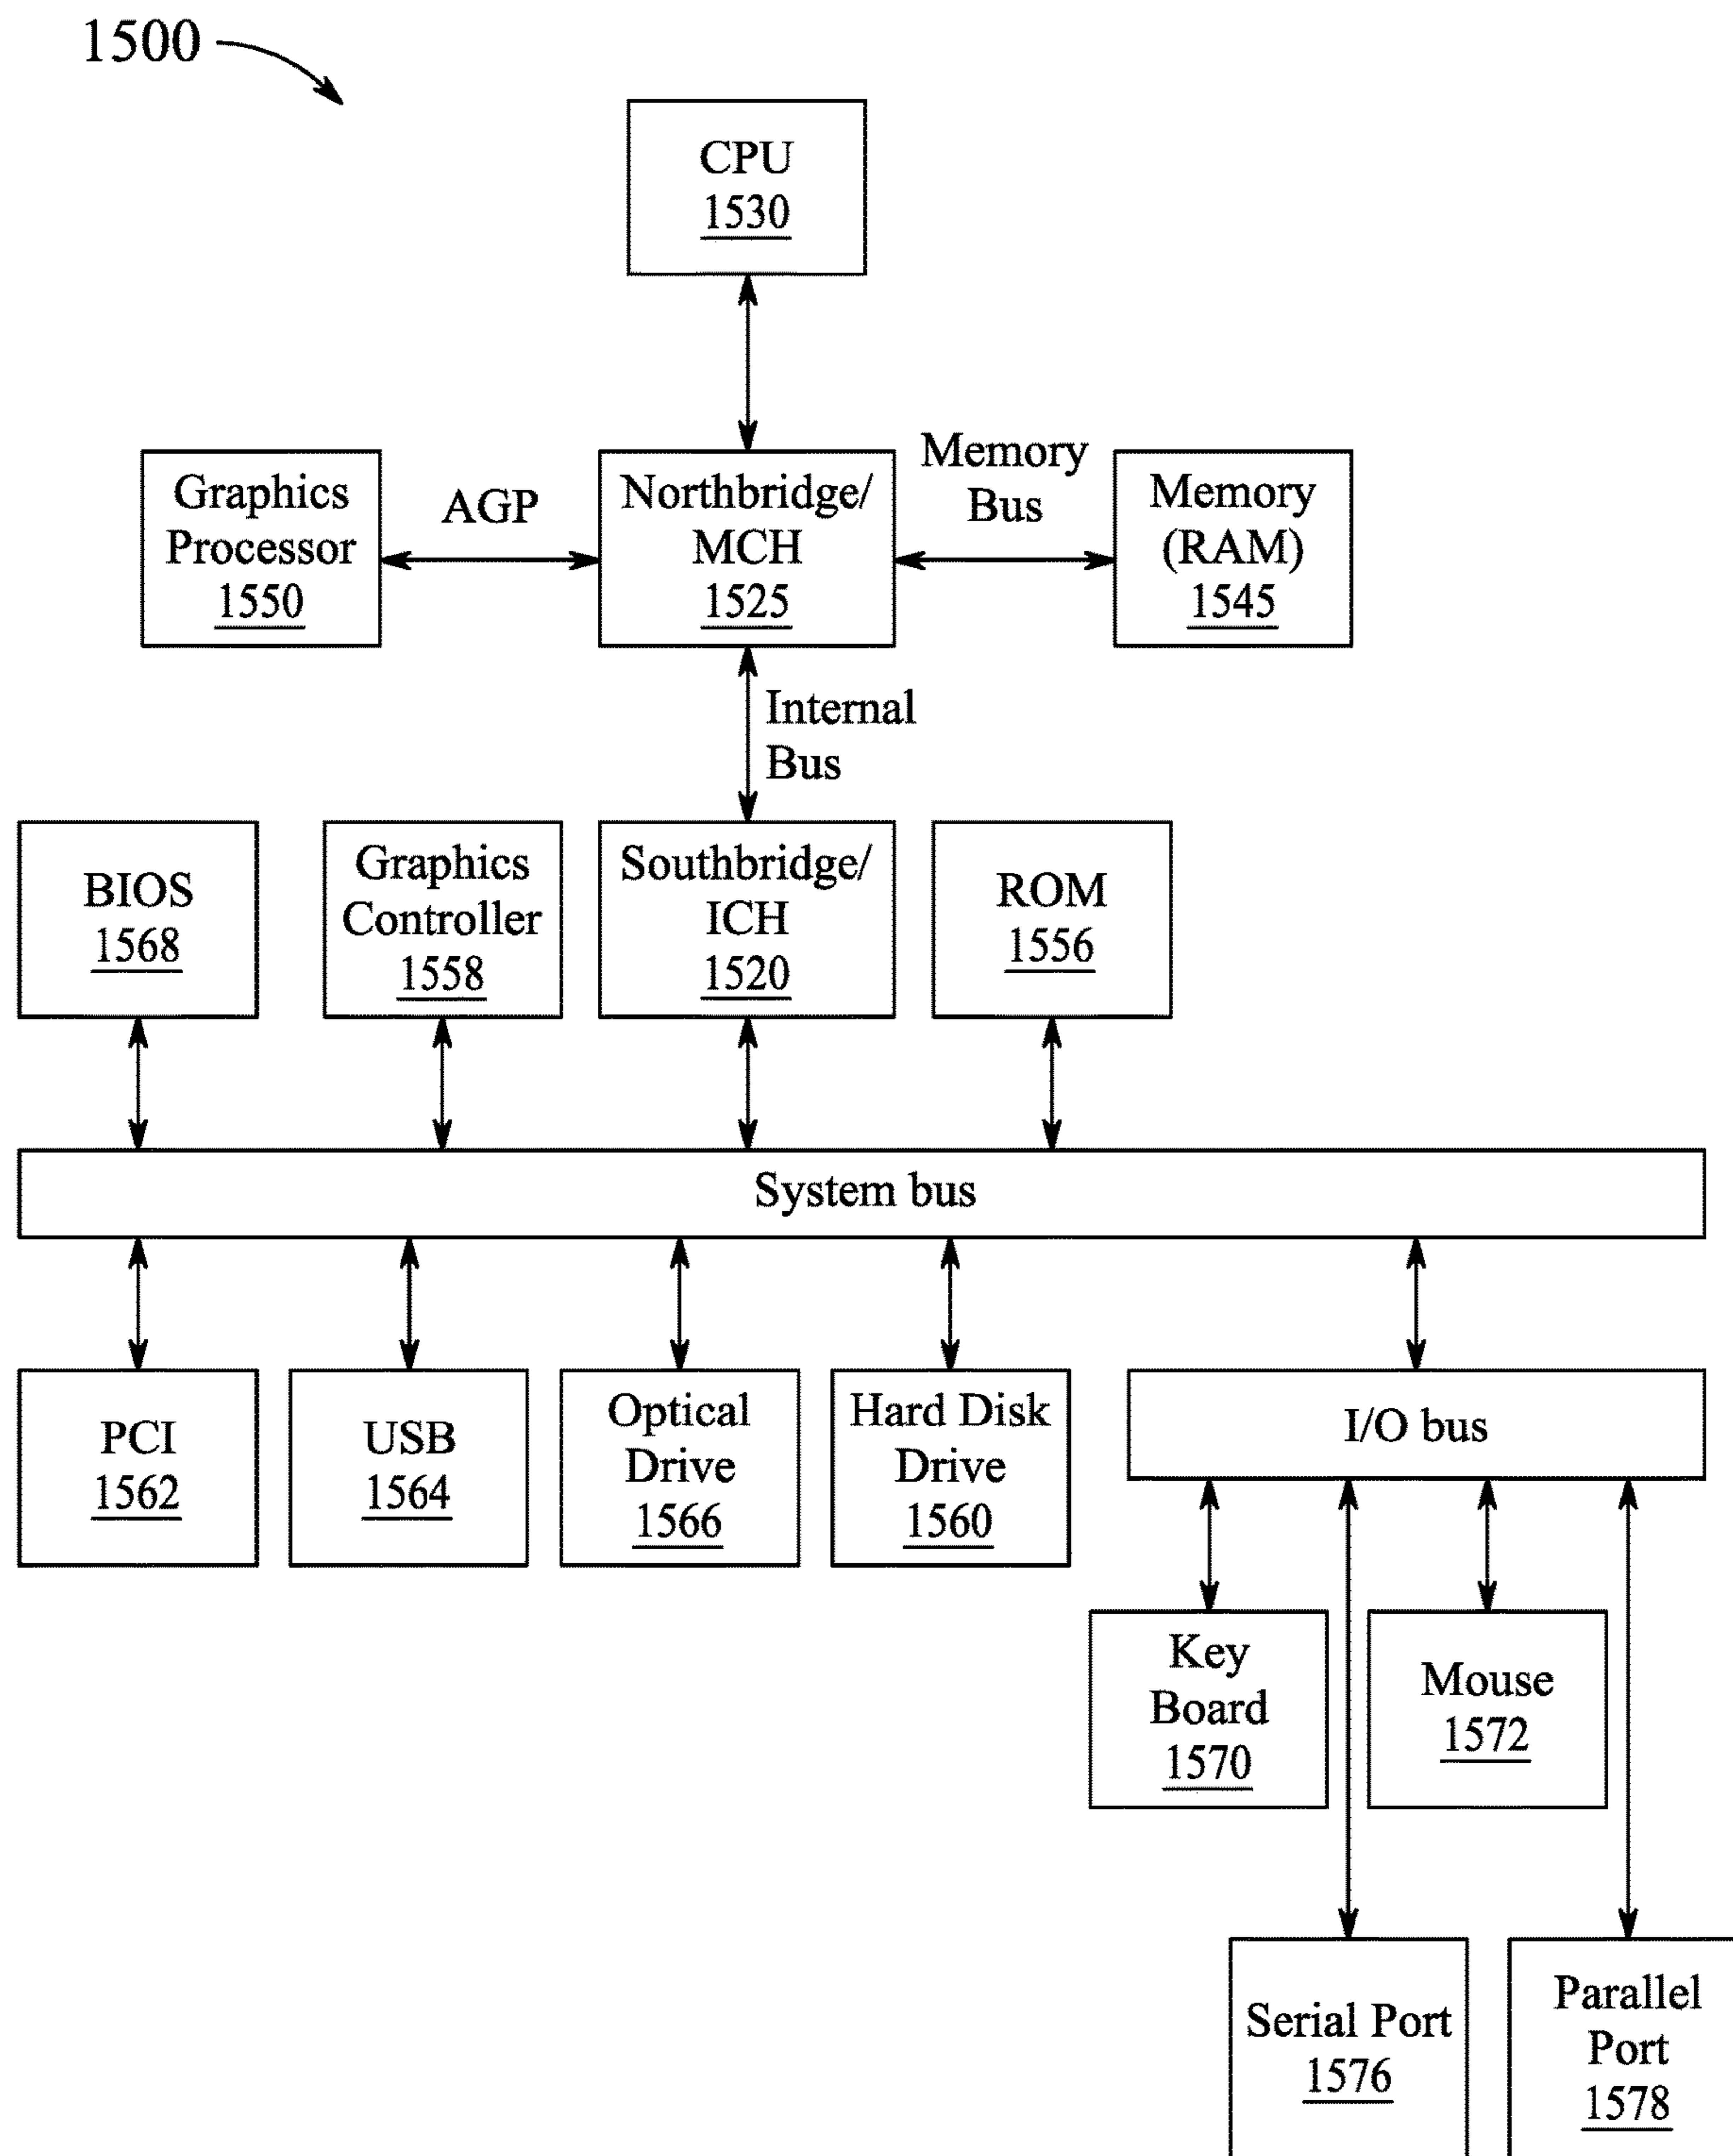 1500
CPU
1530
Graphics
Processor
1550
AGP
Northbridge/
MCH
1525
Memory
Bus
Memory
(RAM)
1545
Internal
Bus
BIOS
1568
Graphics
Controller
1558
Southbridge/
ICH
1520
ROM
1556
System bus
PCI
1562
USB
1564
Optical
Drive
1566
Hard Disk
Drive
1560
I/O bus
Key
Board
1570
Mouse
1572
Serial Port
1576
Parallel
Port
1578